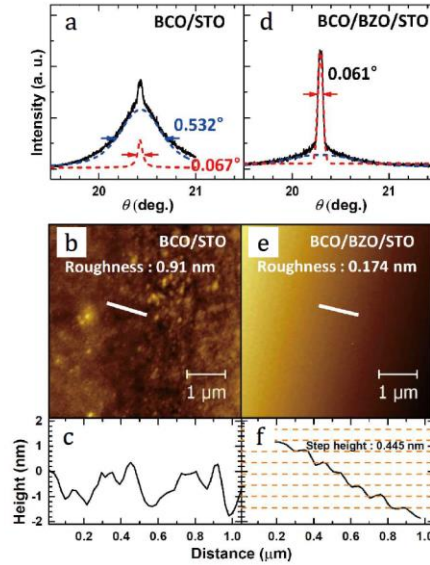 a BCO/STO
Intensity (a. u.)
0.532°
0.067°
20 21
θ (deg.)
d BCO/BZO/STO
0.061°
20 21
θ (deg.)
b BCO/STO
Roughness : 0.91 nm
1 μm
e BCO/BZO/STO
Roughness : 0.174 nm
1 μm
c
Height (nm)
2
1
0
-1
-2
0.2 0.4 0.6 0.8 1.0
f
Step height : 0.445 nm
0.2 0.4 0.6 0.8 1.0
Distance (μm)